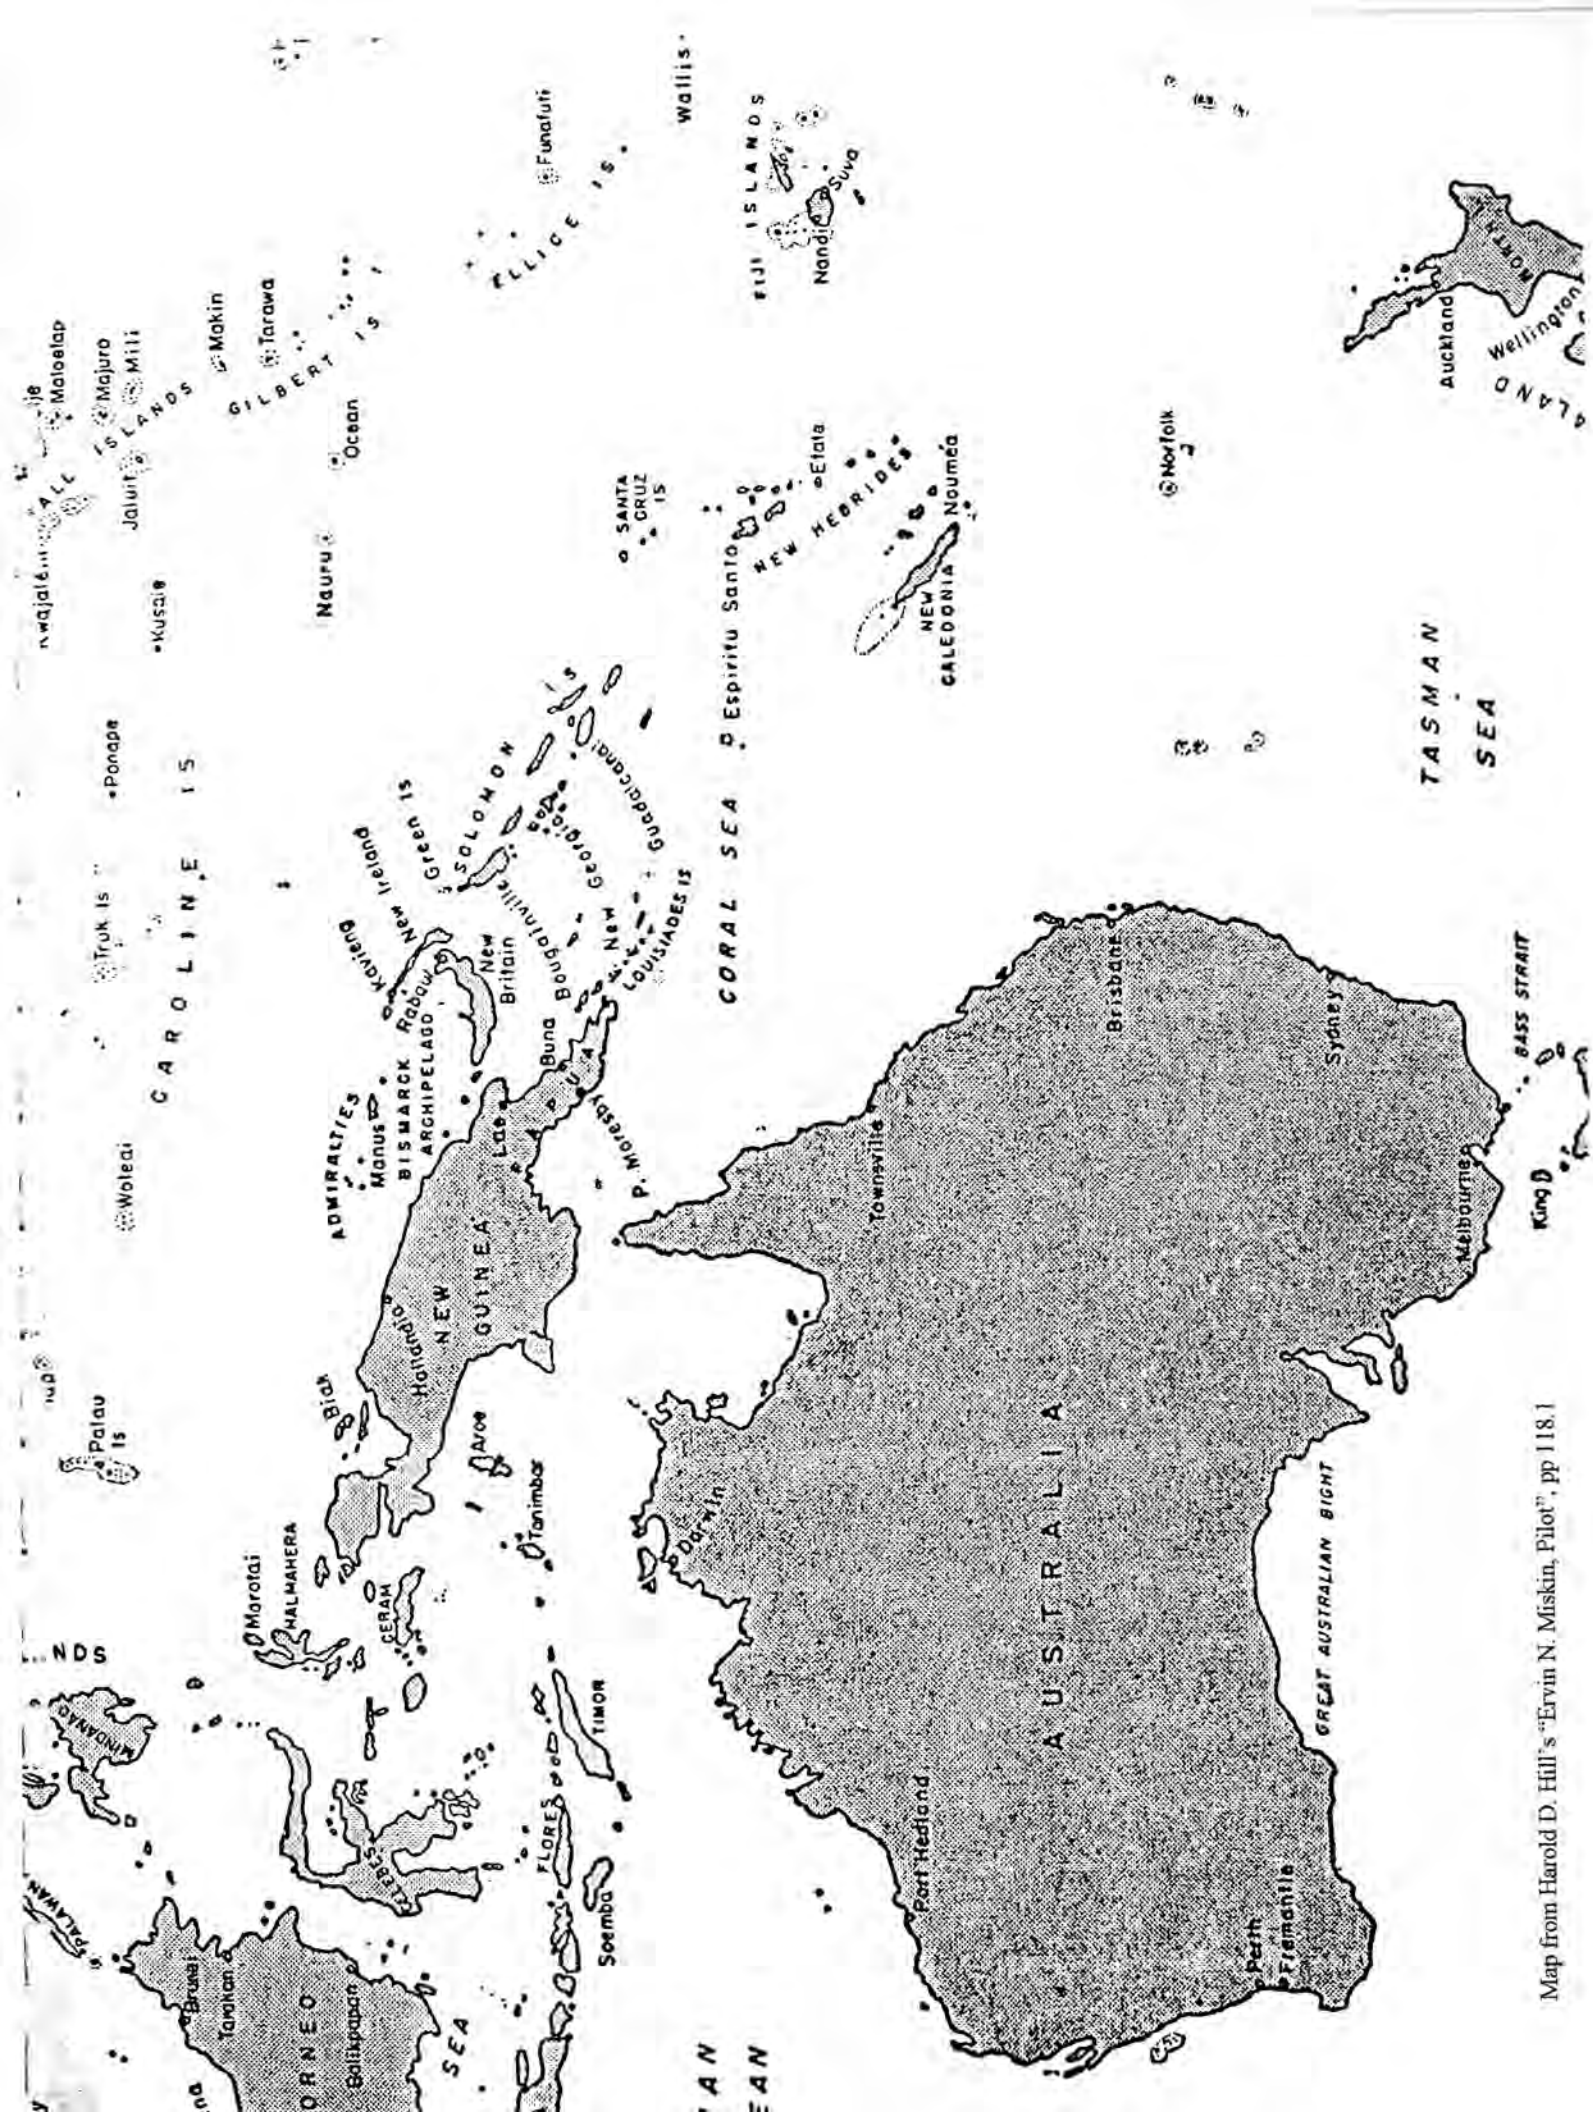 NDS
MINDANAO
PALAWAN
Brunei
Tarakan
ORNEO
Balikpapan
SEA
CELEBES
Morotai
HALMAHERA
CERAM
FLORES
Soemba
TIMOR
Tanimbar
Aroe
Palau
IS
Woleai
Truk Is
Ponape
CAROLINE IS
Kusaie
Jaluit
Maloelap
Majuro
Mili
ISLANDS
Makin
Tarawa
GILBERT IS
Ocean
Nauru
Funafuti
ELLICE IS.
Wallis
Biak
Hollandia
NEW
GUINEA
ADMIRALTIES
Manus
BISMARCK
ARCHIPELAGO
Kavieng
New Ireland
Rabaul
New
Britain
Green IS
SOLOMON IS
Bougainville
New Georgia
Guadalcanal
Lae
Buna
PAPUA
P. Moresby
LOUISIADES IS
CORAL SEA
SANTA
CRUZ
IS
Espiritu Santo
Efate
NEW HEBRIDES
NEW
CALEDONIA
Nouméa
FIJI ISLANDS
Nandi
Suva
Norfolk
Darwin
Port Hedland
AUSTRALIA
Townsville
Brisbane
Sydney
Melbourne
Perth
Fremantle
GREAT AUSTRALIAN BIGHT
King
BASS STRAIT
TASMAN
SEA
Auckland
NORTH
Wellington
ALAND
AN
EAN
Map from Harold D. Hill's "Ervin N. Miskin, Pilot", pp 118.1